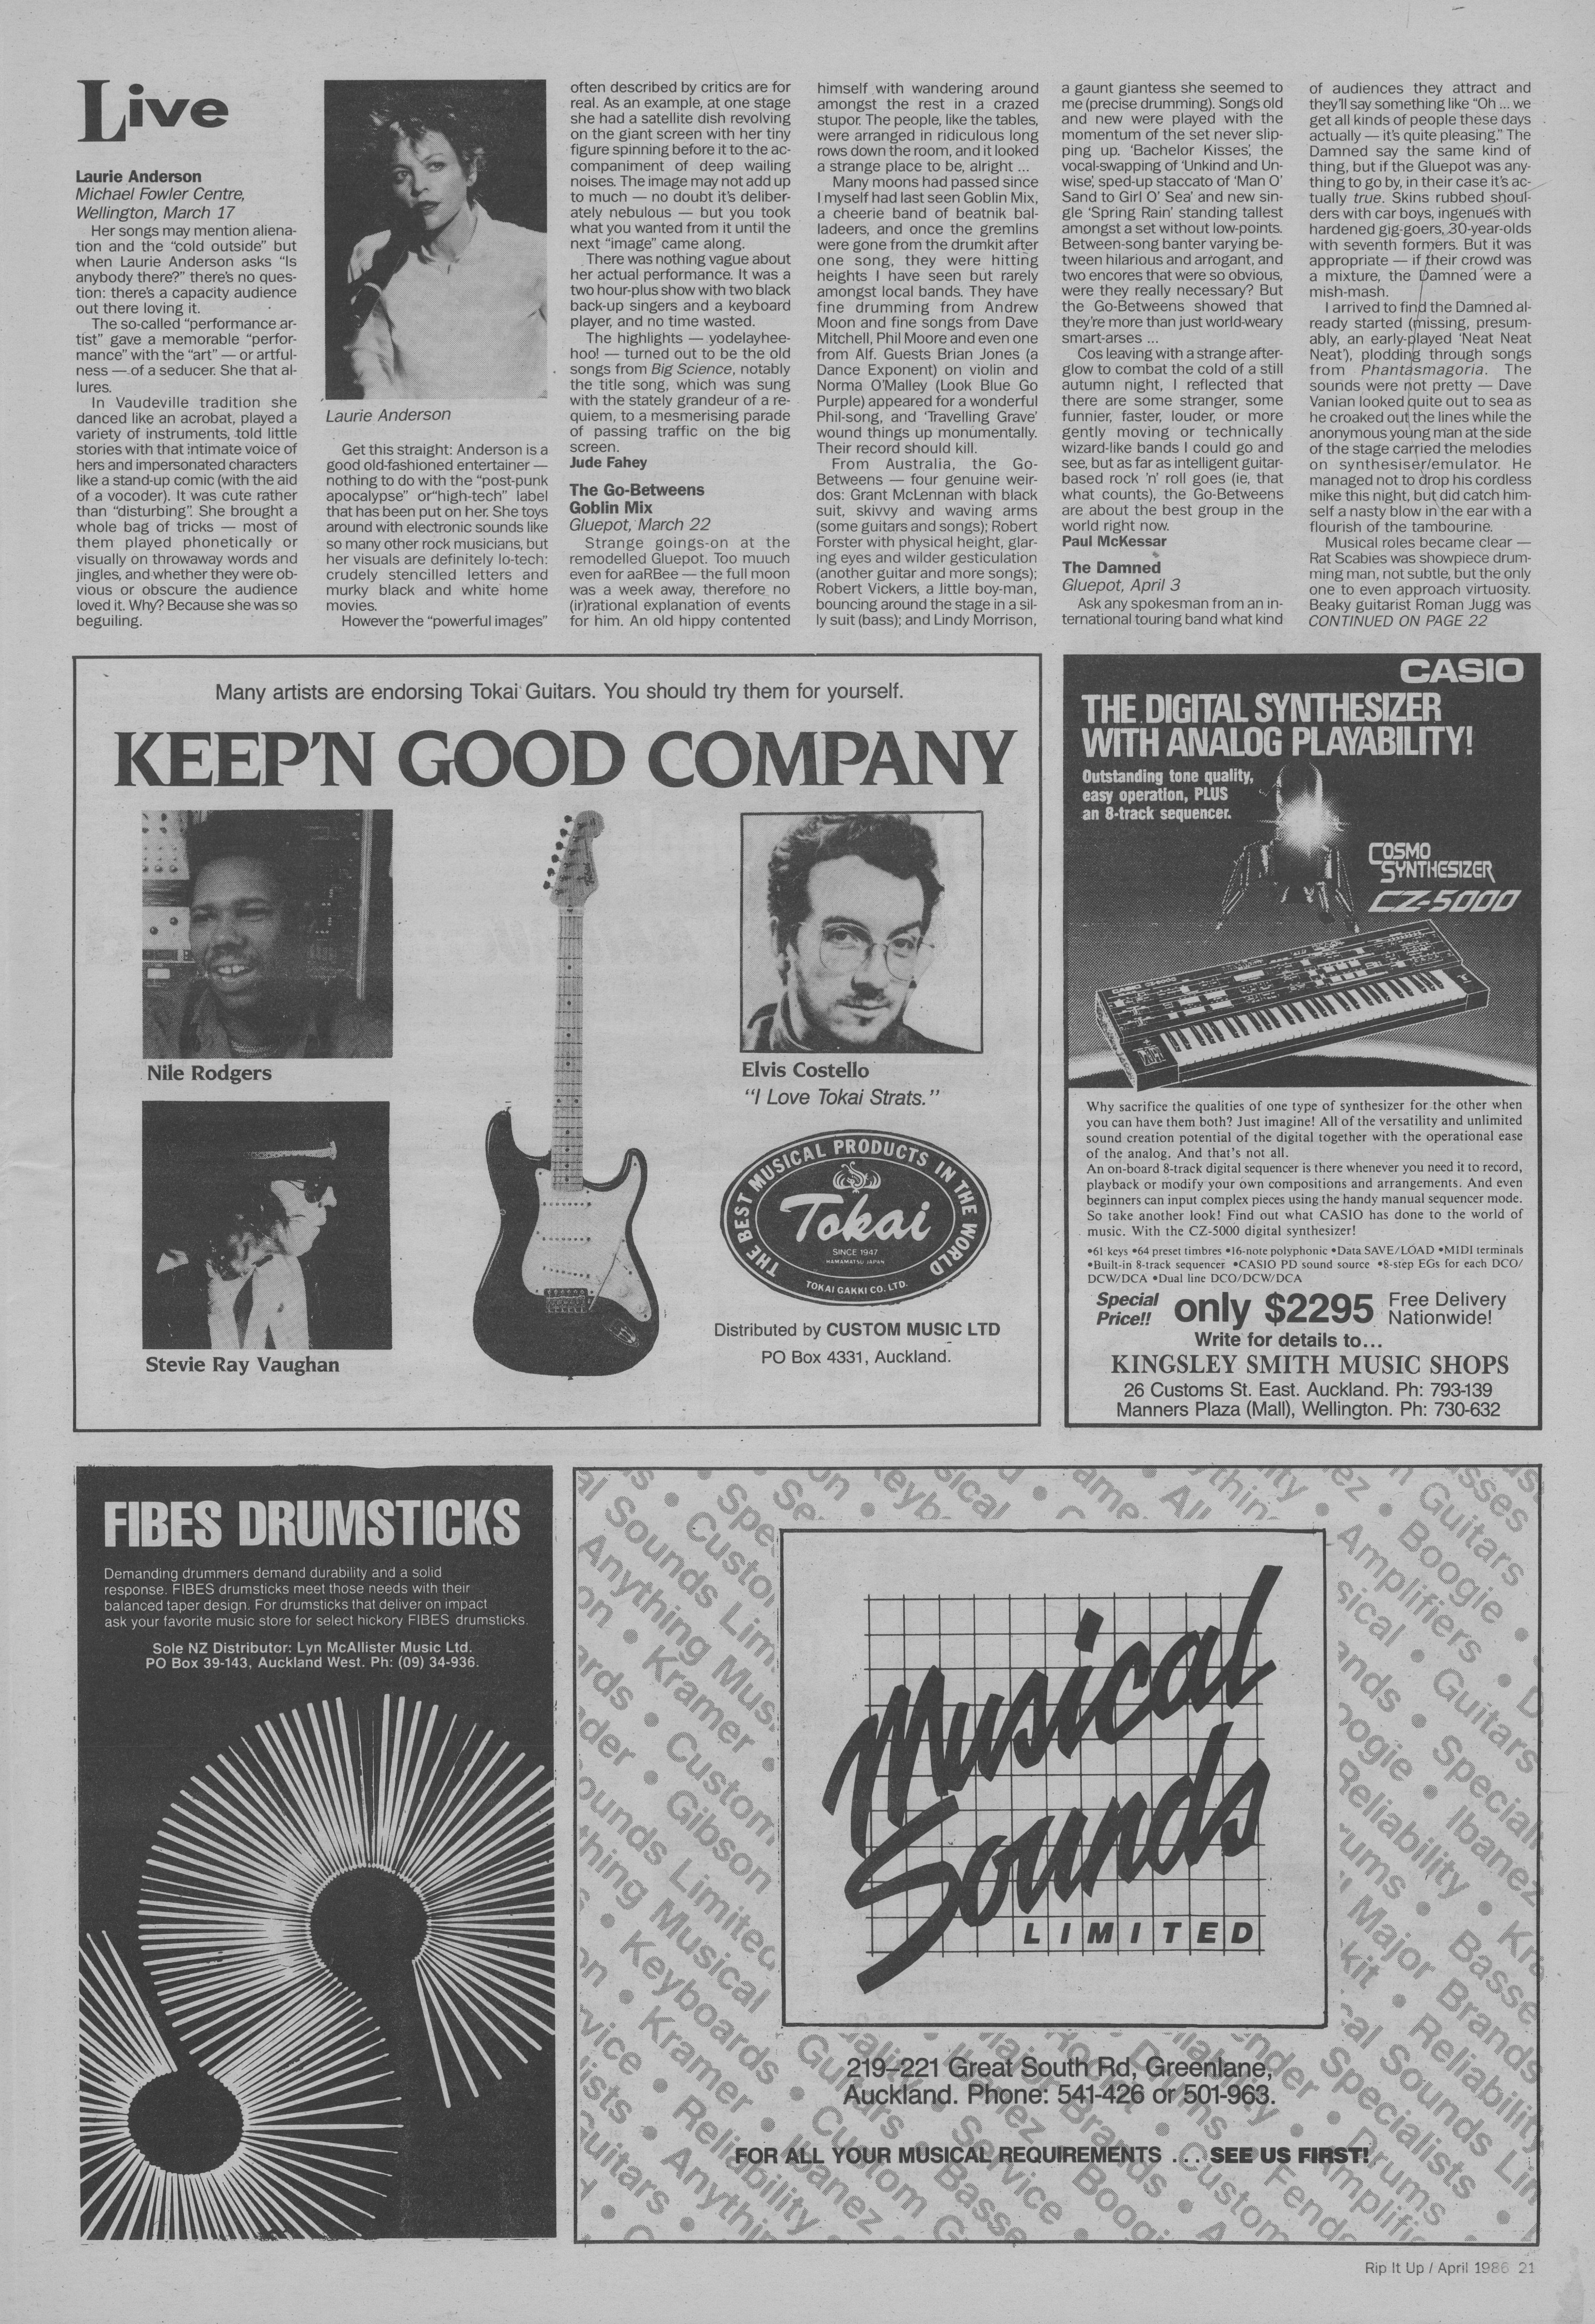 Live
Laurie Anderson
Michael Fowler Centre,
Wellington, March 17
Her songs may mention aliena-
tion and the “cold outside” but
when Laurie Anderson asks “Is
anybody there?” there’s no ques-
tion: there’s a capacity audience
out there loving it.
The so-called “performance ar-
tist” gave a memorable “perfor-
mance” with the “art” — or artful-
ness — of a seducer. She that al-
lures.
In Vaudeville tradition she
danced like an acrobat, played a
variety of instruments, told little
stories with that intimate voice of
hers and impersonated characters
like a stand-up comic (with the aid
of a vocoder). It was cute rather
than “disturbing”. She brought a
whole bag of tricks — most of
them played phonetically or
visually on throwaway words and
jingles, and whether they were ob-
vious or obscure the audience
loved it. Why? Because she was so
beguiling.
Laurie Anderson
Get this straight: Anderson is a
good old-fashioned entertainer —
nothing to do with the “post-punk
apocalypse” or“high-tech” label
that has been put on her. She toys
around with electronic sounds like
so many other rock musicians, but
her visuals are definitely lo-tech:
crudely stencilled letters and
murky black and white home
movies.
However the “powerful images”
often described by critics are for
real. As an example, at one stage
she had a satellite dish revolving
on the giant screen with her tiny
figure spinning before it to the ac-
companiment of deep wailing
noises. The image may not add up
to much — no doubt it’s deliber-
ately nebulous — but you took
what you wanted from it until the
next “image” came along.
There was nothing vague about
her actual performance. It was a
two hour-plus show with two black
back-up singers and a keyboard
player, and no time wasted.
The highlights — yodelayhee-
hoo! — turned out to be the old
songs from Big Science, notably
the title song, which was sung
with the stately grandeur of a re-
quiem, to a mesmerising parade
of passing traffic on the big
screen.
Jude Fahey
The Go-Betweens
Goblin Mix
Gluepot, March 22
Strange goings-on at the
remodelled Gluepot. Too muuch
even for aaRBee — the full moon
was a week away, therefore no
(ir)rational explanation of events
for him. An old hippy contented
himself with wandering around
amongst the rest in a crazed
stupor. The people, like the tables,
were arranged in ridiculous long
rows down the room, and it looked
a strange place to be, alright ...
Many moons had passed since
I myself had last seen Goblin Mix,
a cheerie band of beatnik bal-
ladeers, and once the gremlins
were gone from the drumkit after
one song, they were hitting
heights I have seen but rarely
amongst local bands. They have
fine drumming from Andrew
Moon and fine songs from Dave
Mitchell, Phil Moore and even one
from Alf. Guests Brian Jones (a
Dance Exponent) on violin and
Norma O’Malley (Look Blue Go
Purple) appeared for a wonderful
Phil-song, and ‘Travelling Grave’
wound things up monumentally.
Their record should kill.
From Australia, the Go-
Betweens — four genuine weir-
dos: Grant McLennan with black
suit, skivvy and waving arms
(some guitars and songs); Robert
Forster with physical height, glar-
ing eyes and wilder gesticulation
(another guitar and more songs);
Robert Vickers, a little boy-man,
bouncing around the stage in a sil-
ly suit (bass); and Lindy Morrison,
a gaunt giantess she seemed to
me (precise drumming). Songs old
and new were played with the
momentum of the set never slip-
ping up. ‘Bachelor Kisses’, the
vocal-swapping of ‘Unkind and Un-
wise’, sped-up staccato of ‘Man O’
Sand to Girl O’ Sea’ and new sin-
gle ‘Spring Rain’ standing tallest
amongst a set without low-points.
Between-song banter varying be-
tween hilarious and arrogant, and
two encores that were so obvious,
were they really necessary? But
the Go-Betweens showed that
they’re more than just world-weary
smart-arses ...
Cos leaving with a strange after-
glow to combat the cold of a still
autumn night, I reflected that
there are some stranger, some
funnier, faster, louder, or more
gently moving or technically
wizard-like bands I could go and
see, but as far as intelligent guitar-
based rock ’n’ roll goes (ie, that
what counts), the Go-Betweens
are about the best group in the
world right now.
Paul McKessar
The Damned
Gluepot, April 3
Ask any spokesman from an in-
ternational touring band what kind
of audiences they attract and
they’ll say something like “Oh ... we
get all kinds of people these days
actually — it’s quite pleasing.” The
Damned say the same kind of
thing, but if the Gluepot was any-
thing to go by, in their case it’s ac-
tually true. Skins rubbed shoul-
ders with car boys, ingenues with
hardened gig-goers, 30-year-olds
with seventh formers. But it was
appropriate — if their crowd was
a mixture, the Damned were a
mish-mash.
I arrived to find the Damned al-
ready started (missing, presum-
ably, an early-played ‘Neat Neat
Neat’), plodding through songs
from Phantasmagoria. The
sounds were not pretty — Dave
Vanian looked quite out to sea as
he croaked out the lines while the
anonymous young man at the side
of the stage carried the melodies
on synthesiser/emulator. He
managed not to drop his cordless
mike this night, but did catch him-
self a nasty blow in the ear with a
flourish of the tambourine.
Musical roles became clear —
Rat Scabies was showpiece drum-
ming man, not subtle, but the only
one to even approach virtuosity.
Beaky guitarist Roman Jugg was
CONTINUED ON PAGE 22
Many artists are endorsing Tokai Guitars. You should try them for yourself.
KEEP’N GOOD COMPANY
Nile Rodgers
Elvis Costello
“I Love Tokai Strats.”
Stevie Ray Vaughan
THE BEST MUSICAL PRODUCTS IN THE WORLD
Tokai
SINCE 1947
HAMAMATSU JAPAN
TOKAI GAKKI CO. LTD.
Distributed by CUSTOM MUSIC LTD
PO Box 4331, Auckland.
CASIO
THE DIGITAL SYNTHESIZER
WITH ANALOG PLAYABILITY!
Outstanding tone quality,
easy operation, PLUS
an 8-track sequencer.
COSMO
SYNTHESIZER
CZ-5000
Why sacrifice the qualities of one type of synthesizer for the other when
you can have them both? Just imagine! All of the versatility and unlimited
sound creation potential of the digital together with the operational ease
of the analog. And that’s not all.
An on-board 8-track digital sequencer is there whenever you need it to record,
playback or modify your own compositions and arrangements. And even
beginners can input complex pieces using the handy manual sequencer mode.
So take another look! Find out what CASIO has done to the world of
music. With the CZ-5000 digital synthesizer!
•61 keys •64 preset timbres •16-note polyphonic •Data SAVE/LOAD •MIDI terminals
•Built-in 8-track sequencer •CASIO PD sound source •8-step EGs for each DCO/
DCW/DCA •Dual line DCO/DCW/DCA
Special
Price!!
only $2295
Free Delivery
Nationwide!
Write for details to...
KINGSLEY SMITH MUSIC SHOPS
26 Customs St. East. Auckland. Ph: 793-139
Manners Plaza (Mall), Wellington. Ph: 730-632
FIBES DRUMSTICKS
Demanding drummers demand durability and a solid
response. FIBES drumsticks meet those needs with their
balanced taper design. For drumsticks that deliver on impact
ask your favorite music store for select hickory FIBES drumsticks.
Sole NZ Distributor: Lyn McAllister Music Ltd.
PO Box 39-143, Auckland West. Ph: (09) 34-936.
Musical
Sounds
LIMITED
219–221 Great South Rd, Greenlane,
Auckland. Phone: 541-426 or 501-963.
FOR ALL YOUR MUSICAL REQUIREMENTS ... SEE US FIRST!
Rip It Up / April 1986 21